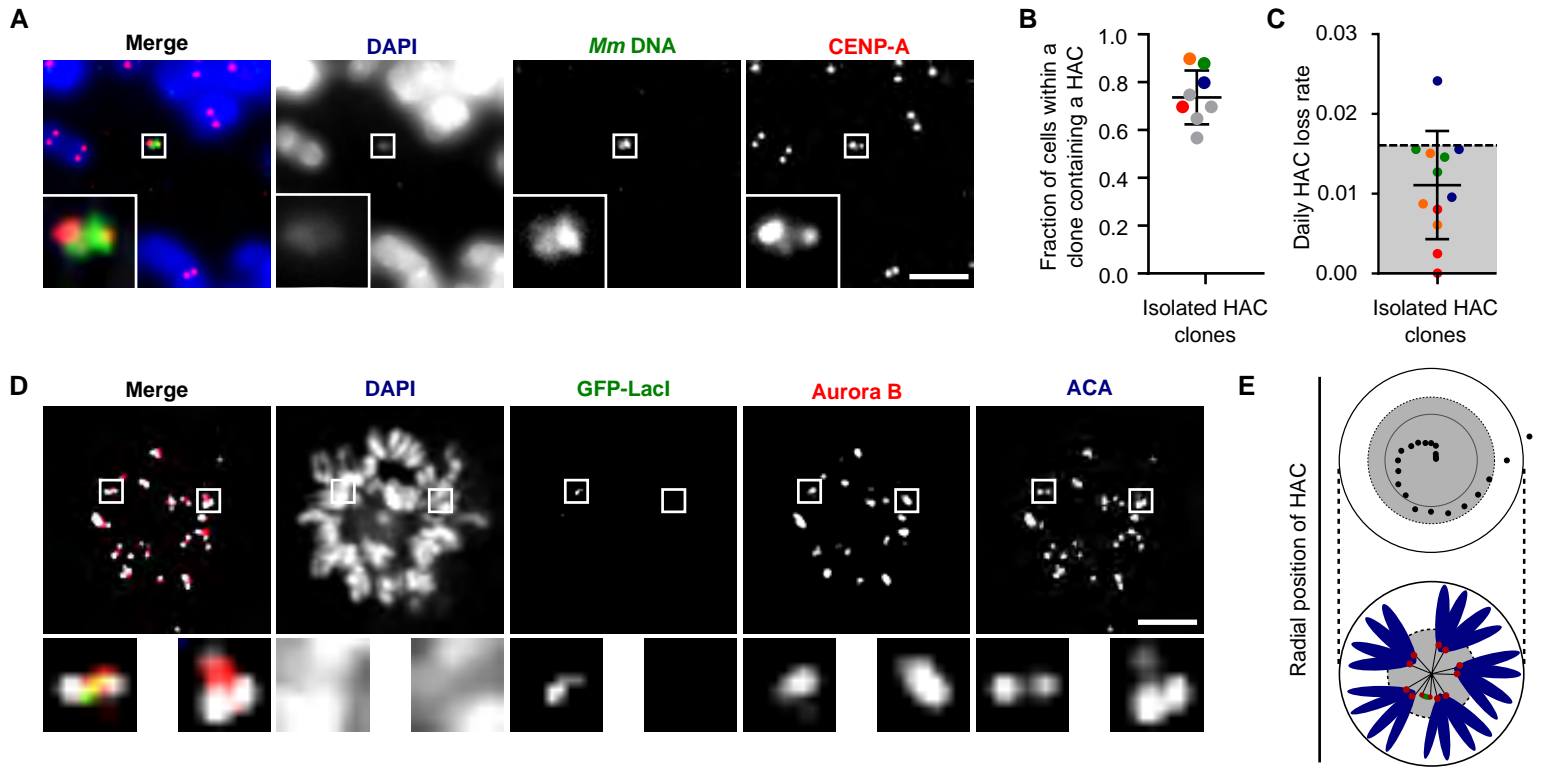 A
Merge
DAPI
Mm DNA
CENP-A
B
Fraction of cells within a
clone containing a HAC
1.0
0.8
0.6
0.4
0.2
0.0
Isolated HAC
clones
C
Daily HAC loss rate
0.03
0.02
0.01
0.00
Isolated HAC
clones
D
Merge
DAPI
GFP-LacI
Aurora B
ACA
E
Radial position of HAC